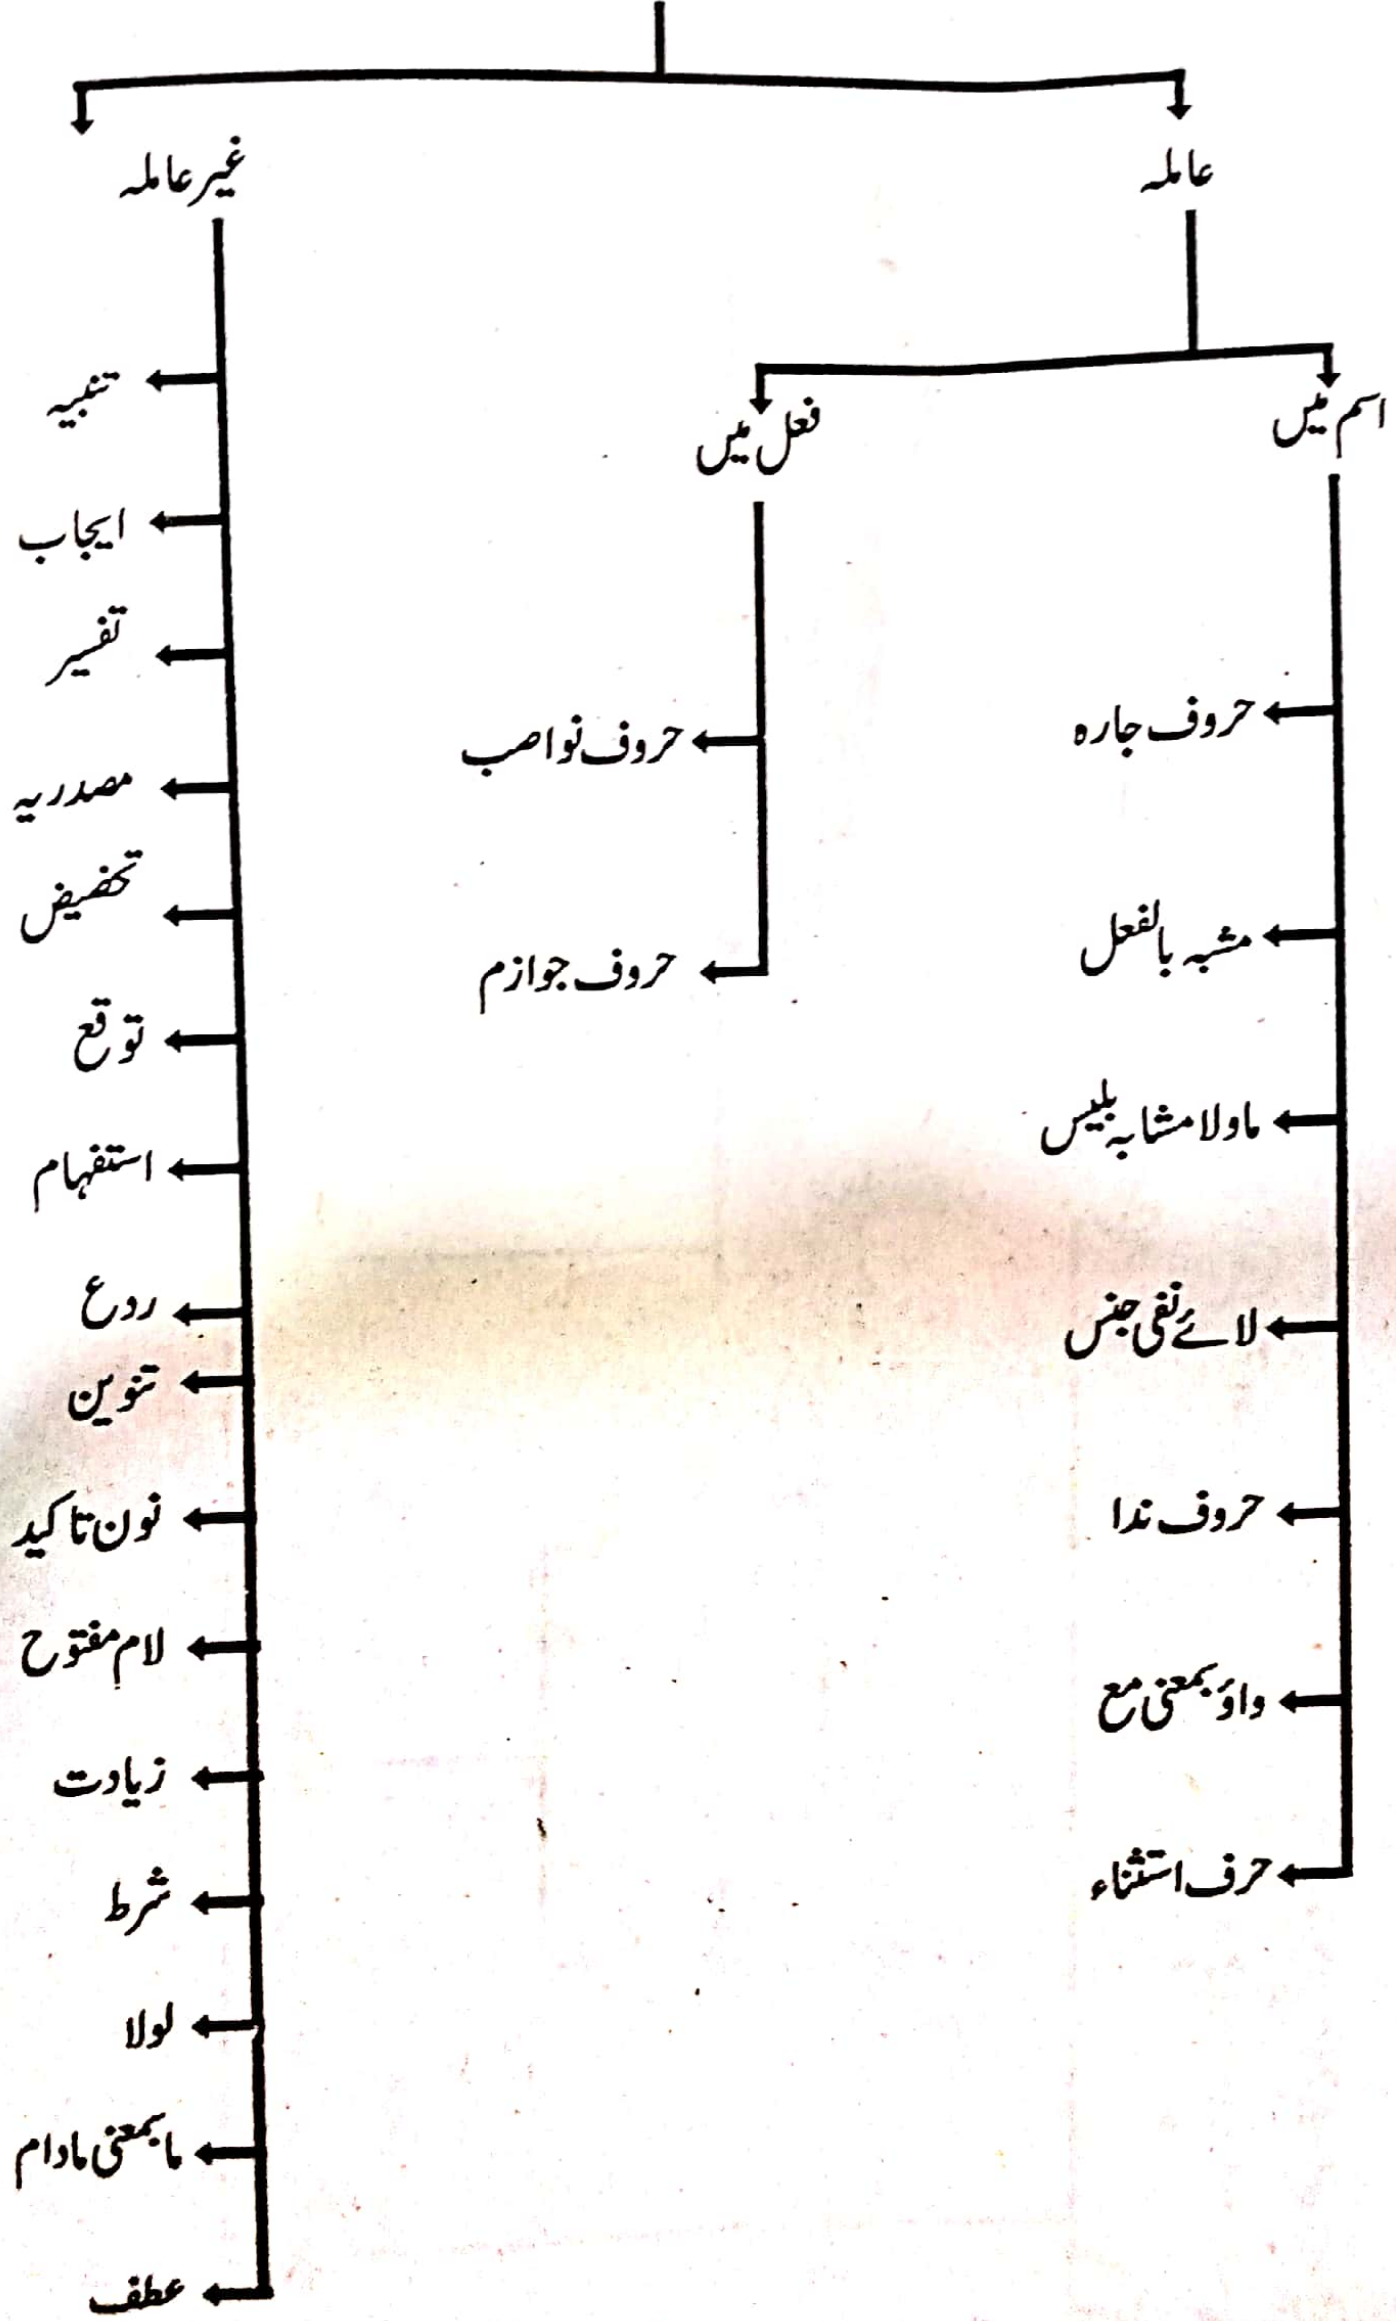 عاملہ
غیر عاملہ
اسم میں
فعل میں
حروف جارہ
مشبہ بالفعل
ماولا مشابہ بلیس
لائے نفی جنس
حروف ندا
واؤ بمعنی مع
حرف استثناء
حروف نواصب
حروف جوازم
تنبیہ
ایجاب
تفسیر
مصدریہ
تحضیض
توقع
استفہام
ردع
تنوین
نون تاکید
لام مفتوح
زیادت
شرط
لولا
ما بمعنی مادام
عطف